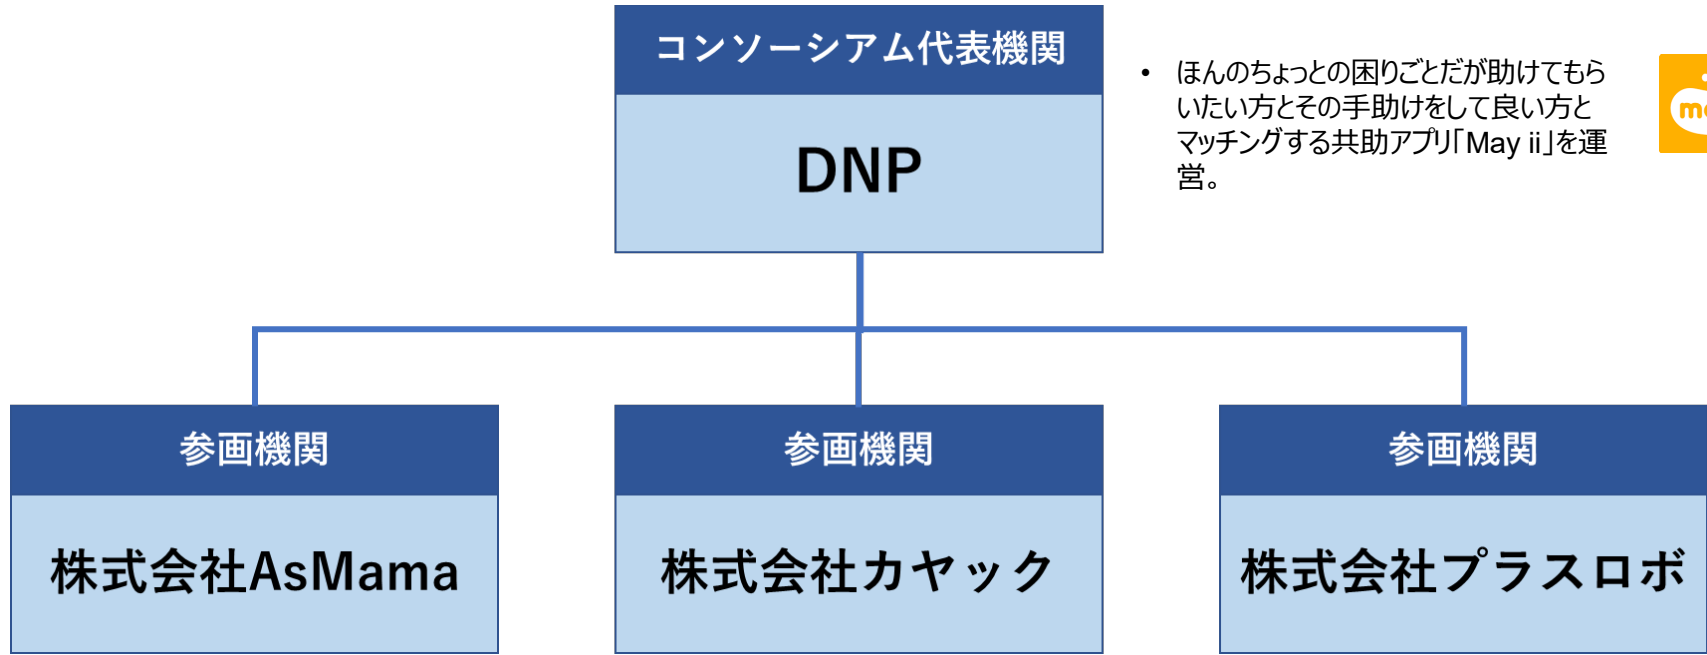 コンソーシアム代表機関
DNP
• ほんのちょっとの困りごとだが助けてもら
いたい方とその手助けをして良い方と
マッチングする共助アプリ「May ii」を運
営。
参画機関
株式会社AsMama
参画機関
株式会社カヤック
参画機関
株式会社プラスロボ